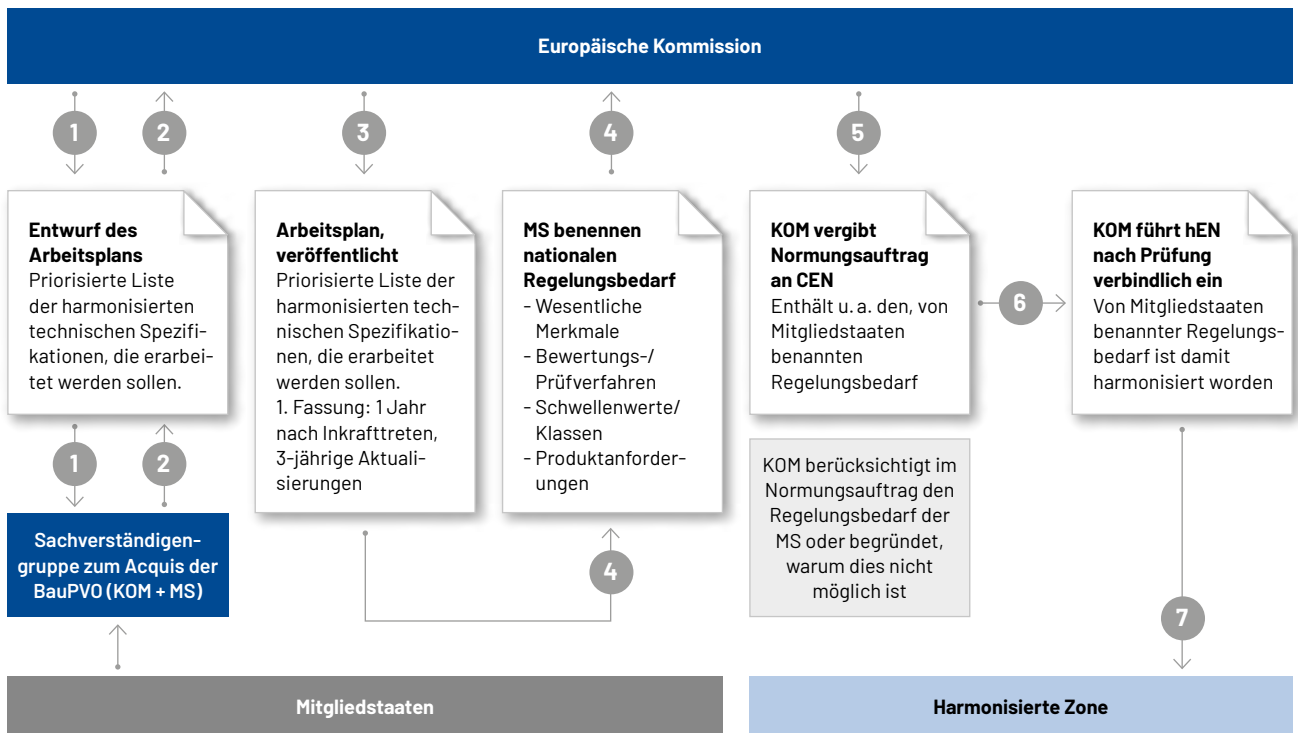 Europäische Kommission
1
2
3
4
5
Entwurf des
Arbeitsplans
Priorisierte Liste
der harmonisierten
technischen Spezifi-
kationen, die erarbei-
tet werden sollen.
Arbeitsplan,
veröffentlicht
Priorisierte Liste der
harmonisierten tech-
nischen Spezifikatio-
nen, die erarbeitet
werden sollen.
1. Fassung: 1 Jahr
nach Inkrafttreten,
3-jährige Aktuali-
sierungen
MS benennen
nationalen
Regelungsbedarf
- Wesentliche
Merkmale
- Bewertungs-/
Prüfverfahren
- Schwellenwerte/
Klassen
- Produktanforder-
ungen
KOM vergibt
Normungsauftrag
an CEN
Enthält u. a. den, von
Mitgliedstaaten
benannten
Regelungsbedarf
6
KOM führt hEN
nach Prüfung
verbindlich ein
Von Mitgliedstaaten
benannter Regelungs-
bedarf ist damit
harmonisiert worden
1
2
Sachverständigen-
gruppe zum Acquis der
BauPVO (KOM + MS)
4
KOM berücksichtigt im
Normungsauftrag den
Regelungsbedarf der
MS oder begründet,
warum dies nicht
möglich ist
7
Mitgliedstaaten
Harmonisierte Zone